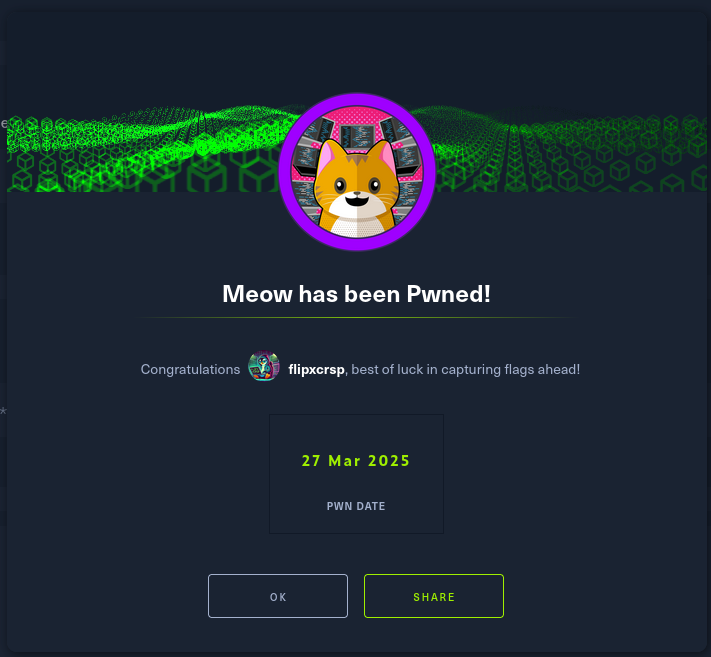 e
Meow has been Pwned!
Congratulations flipxcrsp, best of luck in capturing flags ahead!
*
27 Mar 2025
PWN DATE
OK
SHARE